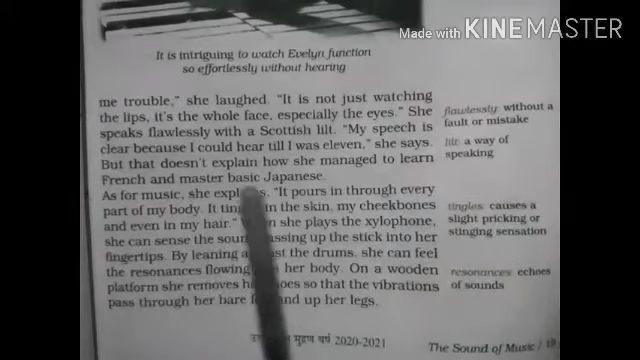 Made with KINEMASTER
It is intriguing to watch Evelyn function
so effortlessly without hearing
me trouble," she laughed. "It is not just watching
the lips, it's the whole face, especially the eyes." She
speaks flawlessly with a Scottish lilt. "My speech is
clear because I could hear till I was eleven," she says.
But that doesn't explain how she managed to learn
French and master basic Japanese.
As for music, she explains, "It pours in through every
part of my body. It tingles in the skin, my cheekbones
and even in my hair." she plays the xylophone,
she can sense the sound passing up the stick into her
fingertips. By leaning against the drums, she can feel
the resonances flowing her body. On a wooden
platform she removes her shoes so that the vibrations
pass through her bare and up her legs.
flawlessly: without a
fault or mistake
lilt: a way of
speaking
tingles: causes a
slight pricking or
stinging sensation
resonances: echoes
of sounds
मुद्रण वर्ष 2020-2021
The Sound of Music /